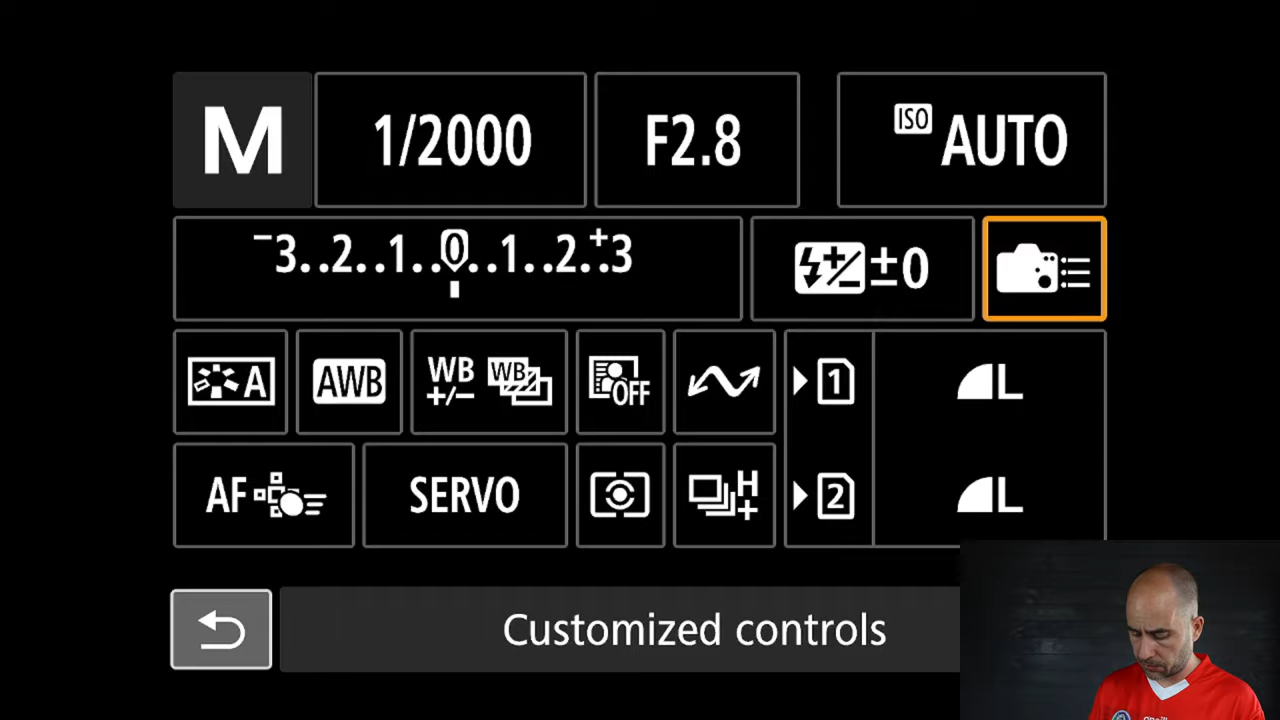 M 1/2000 F2.8 ISO AUTO
−3..2..1..0..1..2..+3 ±0
A AWB WB +/− WB OFF 1 L
AF SERVO H+ 2 L
Customized controls